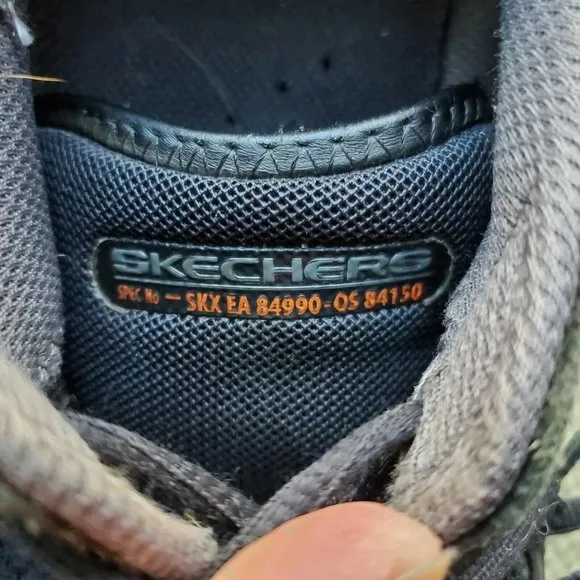 SKECHERS
SPEC No — SKX EA 84990-OS 84150